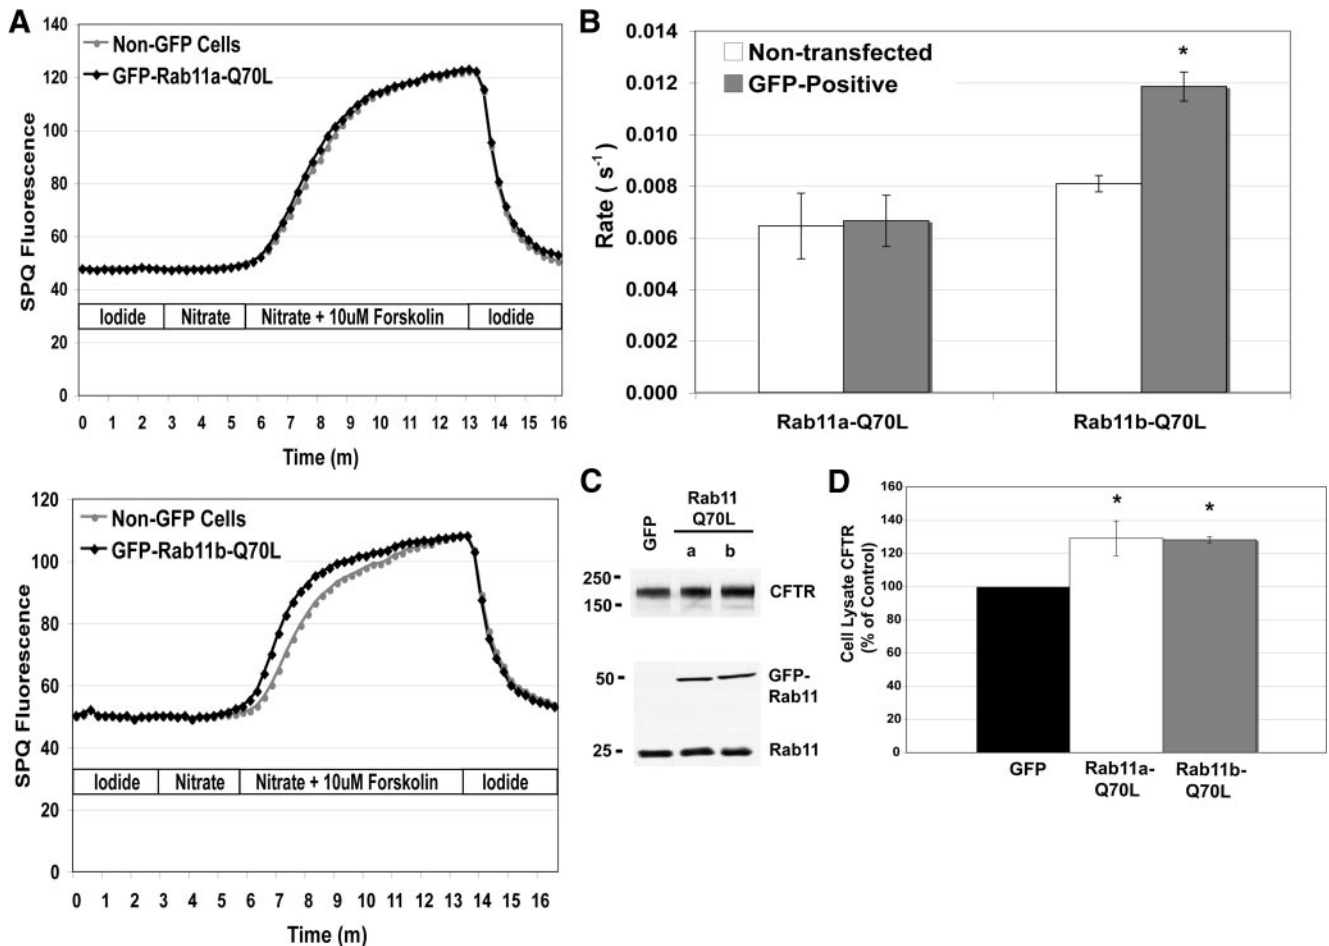 A
140
120
100
80
60
40
20
0
SPQ Fluorescence
Non-GFP Cells
GFP-Rab11a-Q70L
Iodide
Nitrate
Nitrate + 10uM Forskolin
Iodide
0 1 2 3 4 5 6 7 8 9 10 11 12 13 14 15 16
Time (m)
120
100
80
60
40
20
0
SPQ Fluorescence
Non-GFP Cells
GFP-Rab11b-Q70L
Iodide
Nitrate
Nitrate + 10uM Forskolin
Iodide
0 1 2 3 4 5 6 7 8 9 10 11 12 13 14 15 16
Time (m)
B
0.014
0.012
0.010
0.008
0.006
0.004
0.002
0.000
Rate ( s-1 )
Non-transfected
GFP-Positive
*
Rab11a-Q70L
Rab11b-Q70L
C
GFP
Rab11
Q70L
a b
250
150
CFTR
50
GFP-
Rab11
25
Rab11
D
160
140
120
100
80
60
40
20
0
Cell Lysate CFTR
(% of Control)
* *
GFP
Rab11a-
Q70L
Rab11b-
Q70L